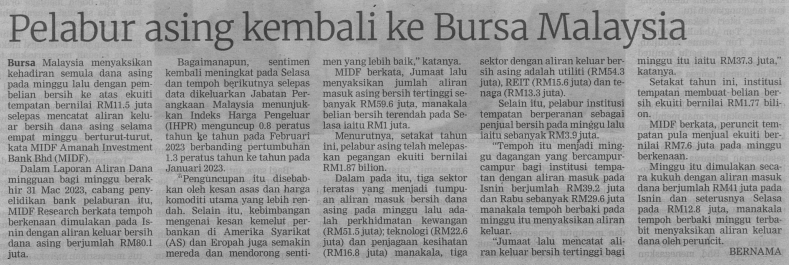 Pelabur asing kembali ke Bursa Malaysia
Bursa Malaysia menyaksikan
kehadiran semula dana asing
pada minggu lalu dengan pem-
belian bersih ke atas ekuiti
tempatan bernilai RM11.5 juta
selepas mencatat aliran kelu-
ar bersih dana asing selama
empat minggu berturut-turut,
kata MIDF Amanah Investment
Bank Bhd (MIDF).
Dalam Laporan Aliran Dana
mingguan bagi minggu berak-
hir 31 Mac 2023, cabang peny-
elidikan bank pelaburan itu,
MIDF Research berkata tempoh
berkenaan dimulakan pada Is-
nin dengan aliran keluar bersih
dana asing berjumlah RM80.1
juta.
Bagaimanapun, sentimen
kembali meningkat pada Selasa
dan tempoh berikutnya selepas
data dikeluarkan Jabatan Per-
angkaan Malaysia menunjuk-
kan Indeks Harga Pengeluar
(IHPR) menguncup 0.8 peratus
tahun ke tahun pada Februari
2023 berbanding pertumbuhan
1.3 peratus tahun ke tahun pada
Januari 2023.
"Penguncupan itu disebab-
kan oleh kesan asas dan harga
komoditi utama yang lebih ren-
dah. Selain itu, kebimbangan
mengenai kesan kemelut per-
bankan di Amerika Syarikat
(AS) dan Eropah juga semakin
mereda dan mendorong senti-
men yang lebih baik," katanya.
MIDF berkata, Jumaat lalu
menyaksikan jumlah aliran
masuk asing bersih tertinggi se-
banyak RM59.6 juta, manakala
belian bersih terendah pada Se-
lasa iaitu RM1 juta.
Menurutnya, setakat tahun
ini, pelabur asing telah melepas-
kan pegangan ekuiti bernilai
RM1.87 bilion.
Dalam pada itu, tiga sektor
teratas yang menjadi tumpu-
an aliran masuk bersih dana
asing pada minggu lalu ada-
lah perkhidmatan kewangan
(RM51.5 juta); teknologi (RM22.6
juta) dan penjagaan kesihatan
(RM16.8 juta) manakala, tiga
sektor dengan aliran keluar ber-
sih asing adalah utiliti (RM54.3
juta), REIT (RM15.6 juta) dan te-
naga (RM13.3 juta).
Selain itu, pelabur institusi
tempatan berperanan sebagai
penjual bersih pada minggu lalu
iaitu sebanyak RM3.9 juta.
"Tempoh itu menjadi ming-
gu dagangan yang bercampur-
campur bagi institusi tempa-
tan dengan aliran masuk pada
Isnin berjumlah RM39.2 juta
dan Rabu sebanyak RM29.6 juta
manakala tempoh berbaki pada
minggu itu menyaksikan aliran
keluar.
"Jumaat lalu mencatat ali-
ran keluar bersih tertinggi bagi
minggu itu iaitu RM37.3 juta,"
katanya.
Setakat tahun ini, institusi
tempatan membuat belian ber-
sih ekuiti bernilai RM1.77 bili-
on.
MIDF berkata, peruncit tem-
patan pula menjual ekuiti ber-
nilai RM7.6 juta pada minggu
berkenaan.
Minggu itu dimulakan seca-
ra kukuh dengan aliran masuk
dana berjumlah RM41 juta pada
Isnin dan seterusnya Selasa
pada RM12.8 juta, manakala
tempoh berbaki minggu terba-
bit menyaksikan aliran keluar
dana oleh peruncit.
BERNAMA